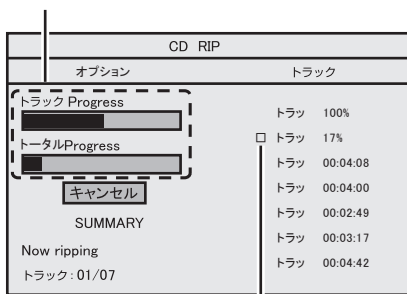 CD RIP
オプション
トラック
トラック Progress
トータルProgress
キャンセル
SUMMARY
Now ripping
トラック：01/07
トラッ 100%
トラッ 17%
トラッ 00:04:08
トラッ 00:04:00
トラッ 00:02:49
トラッ 00:03:17
トラッ 00:04:42